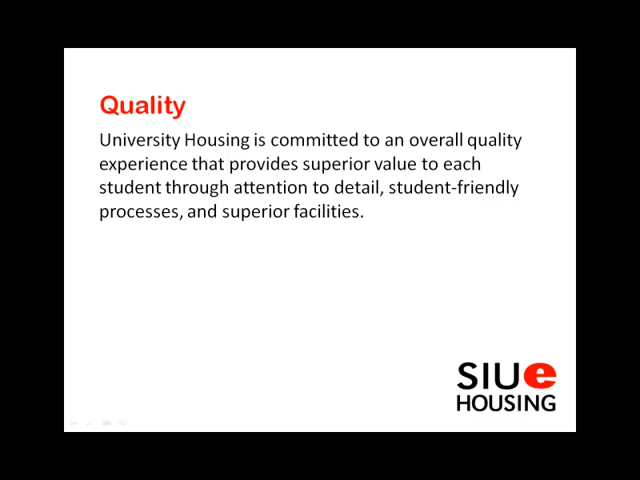 Quality
University Housing is committed to an overall quality
experience that provides superior value to each
student through attention to detail, student-friendly
processes, and superior facilities.
SIUe
HOUSING